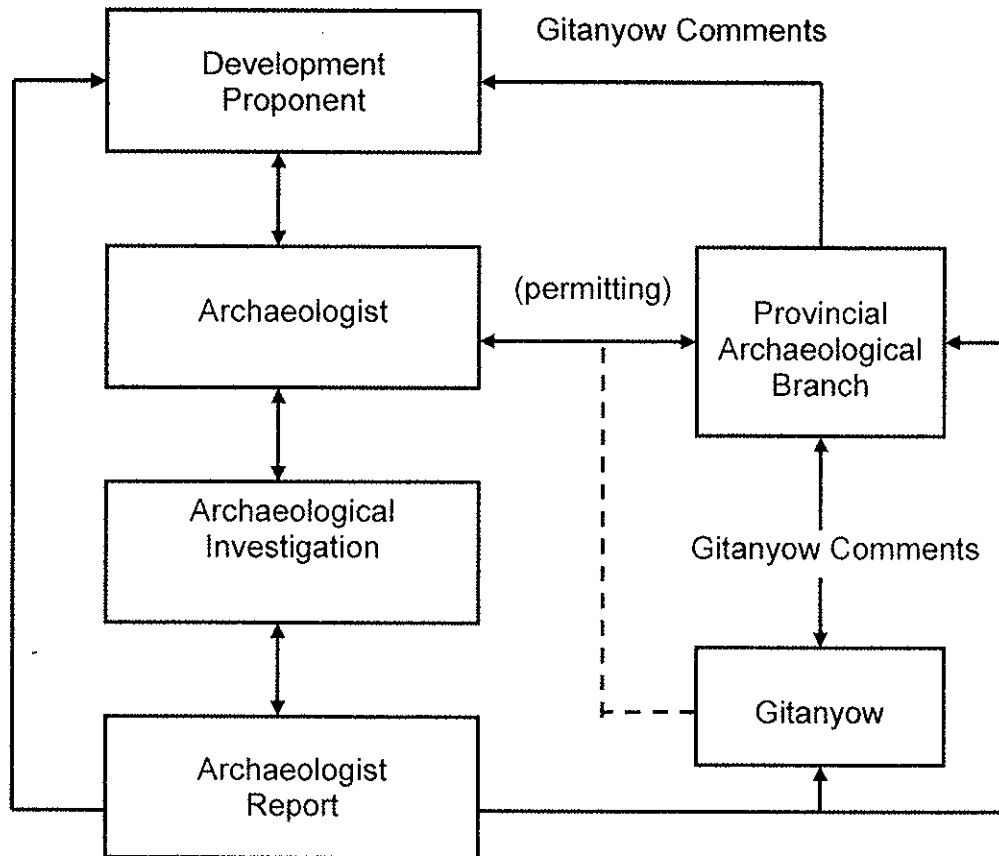 Gitanyow Comments
Development
Proponent
Archaeologist
(permitting)
Provincial
Archaeological
Branch
Archaeological
Investigation
Gitanyow Comments
Gitanyow
Archaeologist
Report